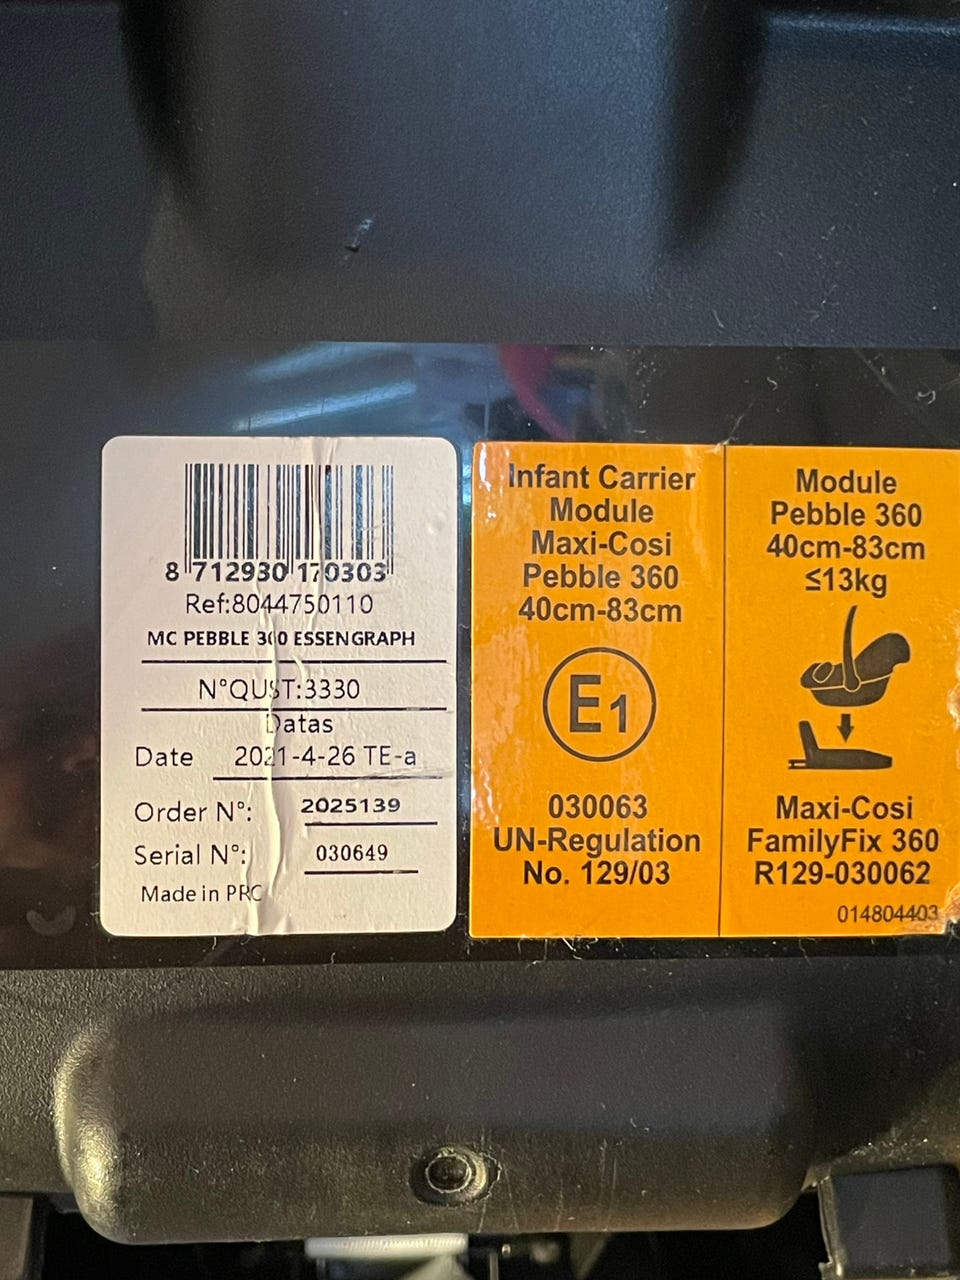 8 712930 170303
Ref:8044750110
MC PEBBLE 360 ESSENGRAPH
N°QUST:3330
Datas
Date 2021-4-26 TE-a
Order N°: 2025139
Serial N°: 030649
Made in PRC
Infant Carrier
Module
Maxi-Cosi
Pebble 360
40cm-83cm
E1
030063
UN-Regulation
No. 129/03
Module
Pebble 360
40cm-83cm
≤13kg
Maxi-Cosi
FamilyFix 360
R129-030062
014804403